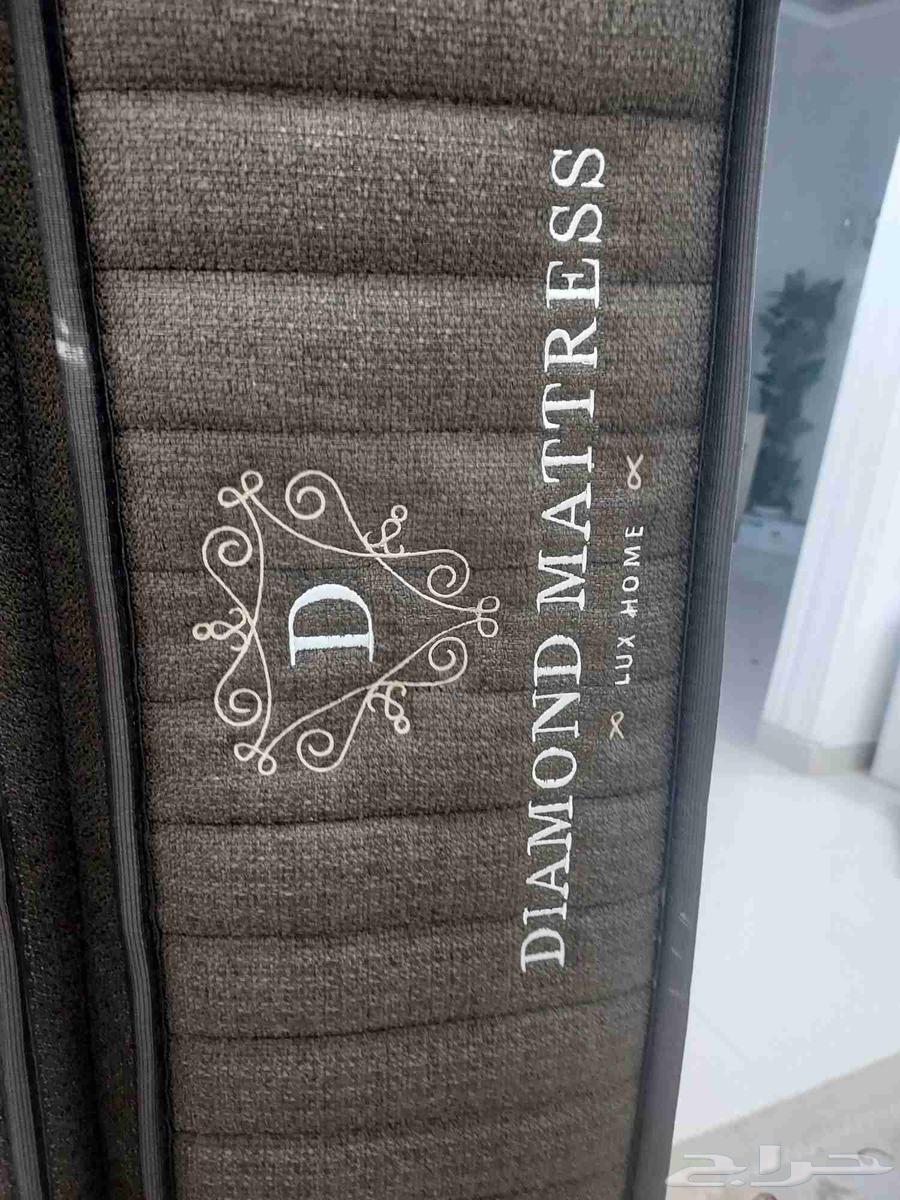 D
DIAMOND MATTRESS
LUX HOME
حراج